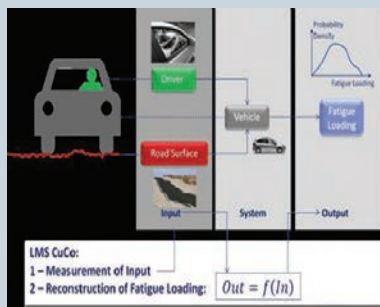 Probability
Density
Fatigue Loading
Driver
Vehicle
Fatigue
Loading
Road Surface
Input
System
Output
LMS CuCo:
1 – Measurement of Input
2 – Reconstruction of Fatigue Loading:
Out = f(In)